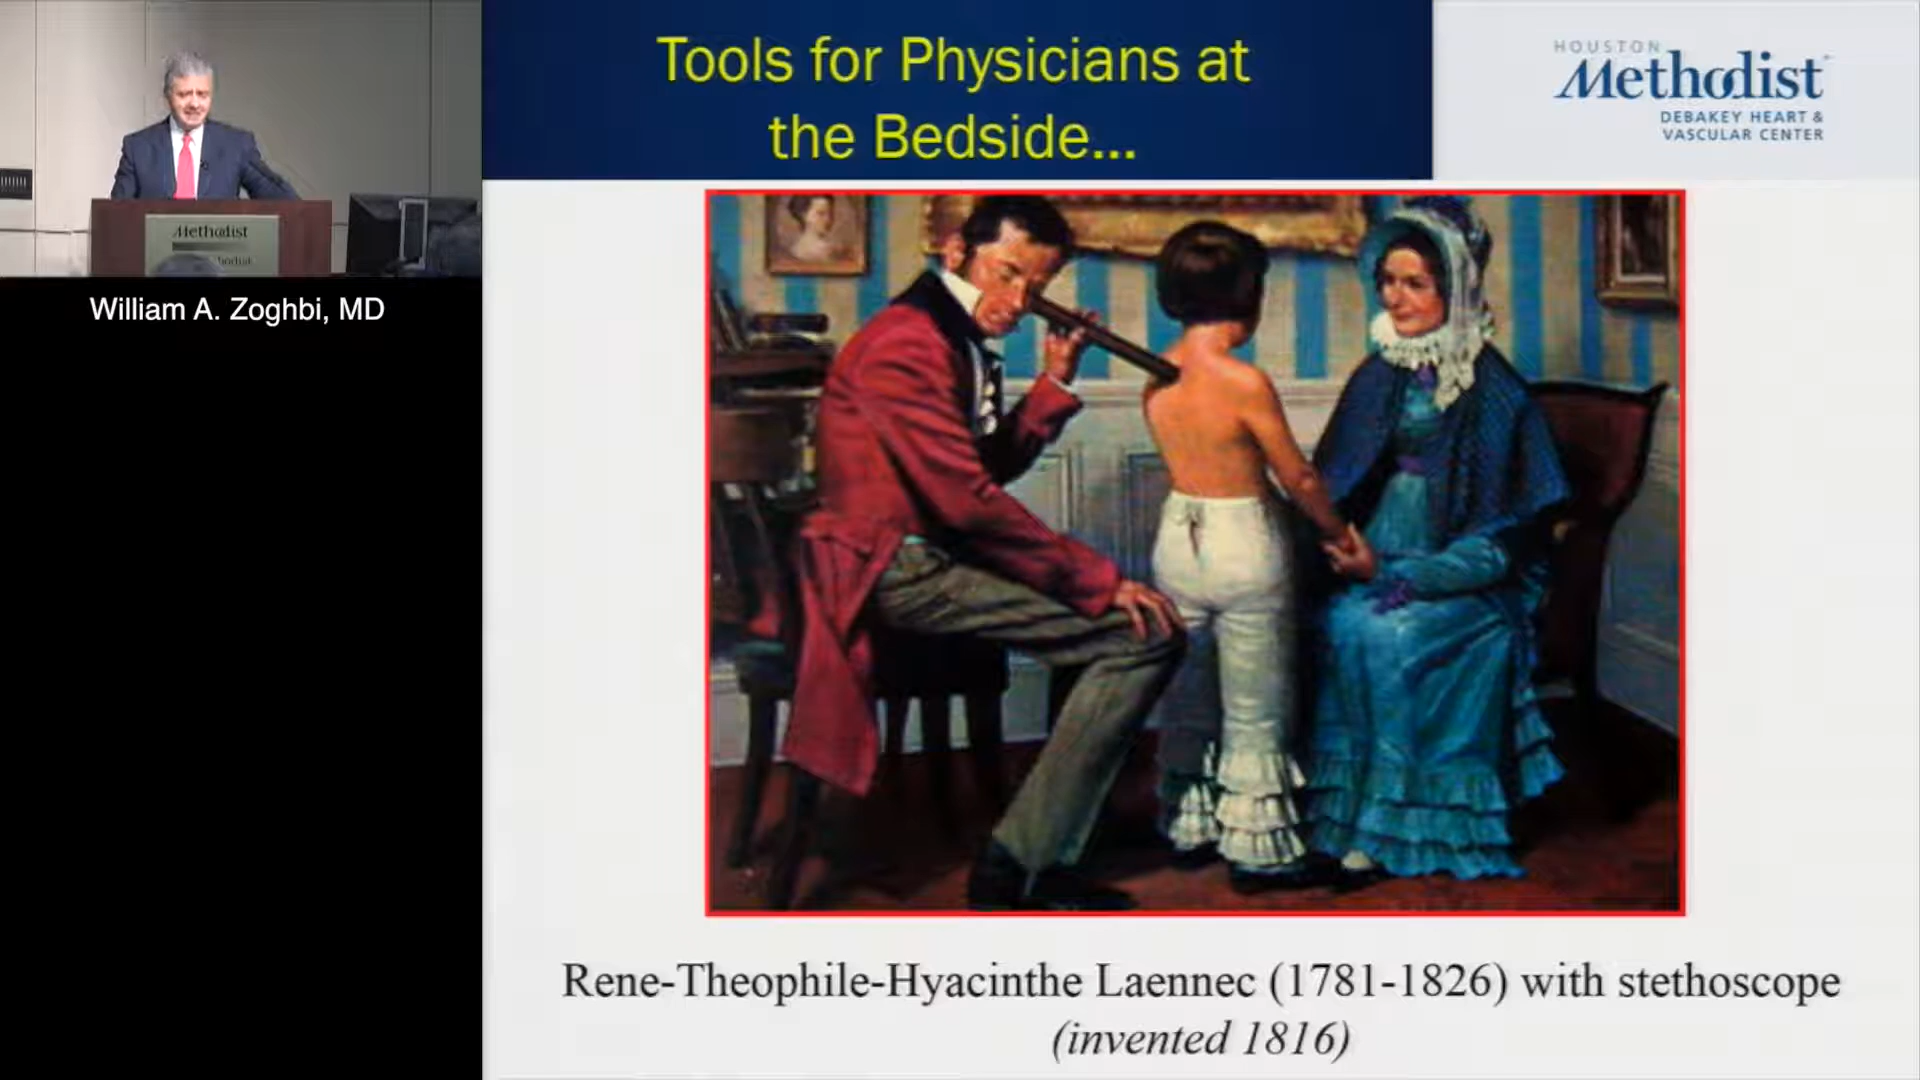 Tools for Physicians at
the Bedside...
HOUSTON
Methodist
DEBAKEY HEART &
VASCULAR CENTER
Methodist
William A. Zoghbi, MD
Rene-Theophile-Hyacinthe Laennec (1781-1826) with stethoscope
(invented 1816)